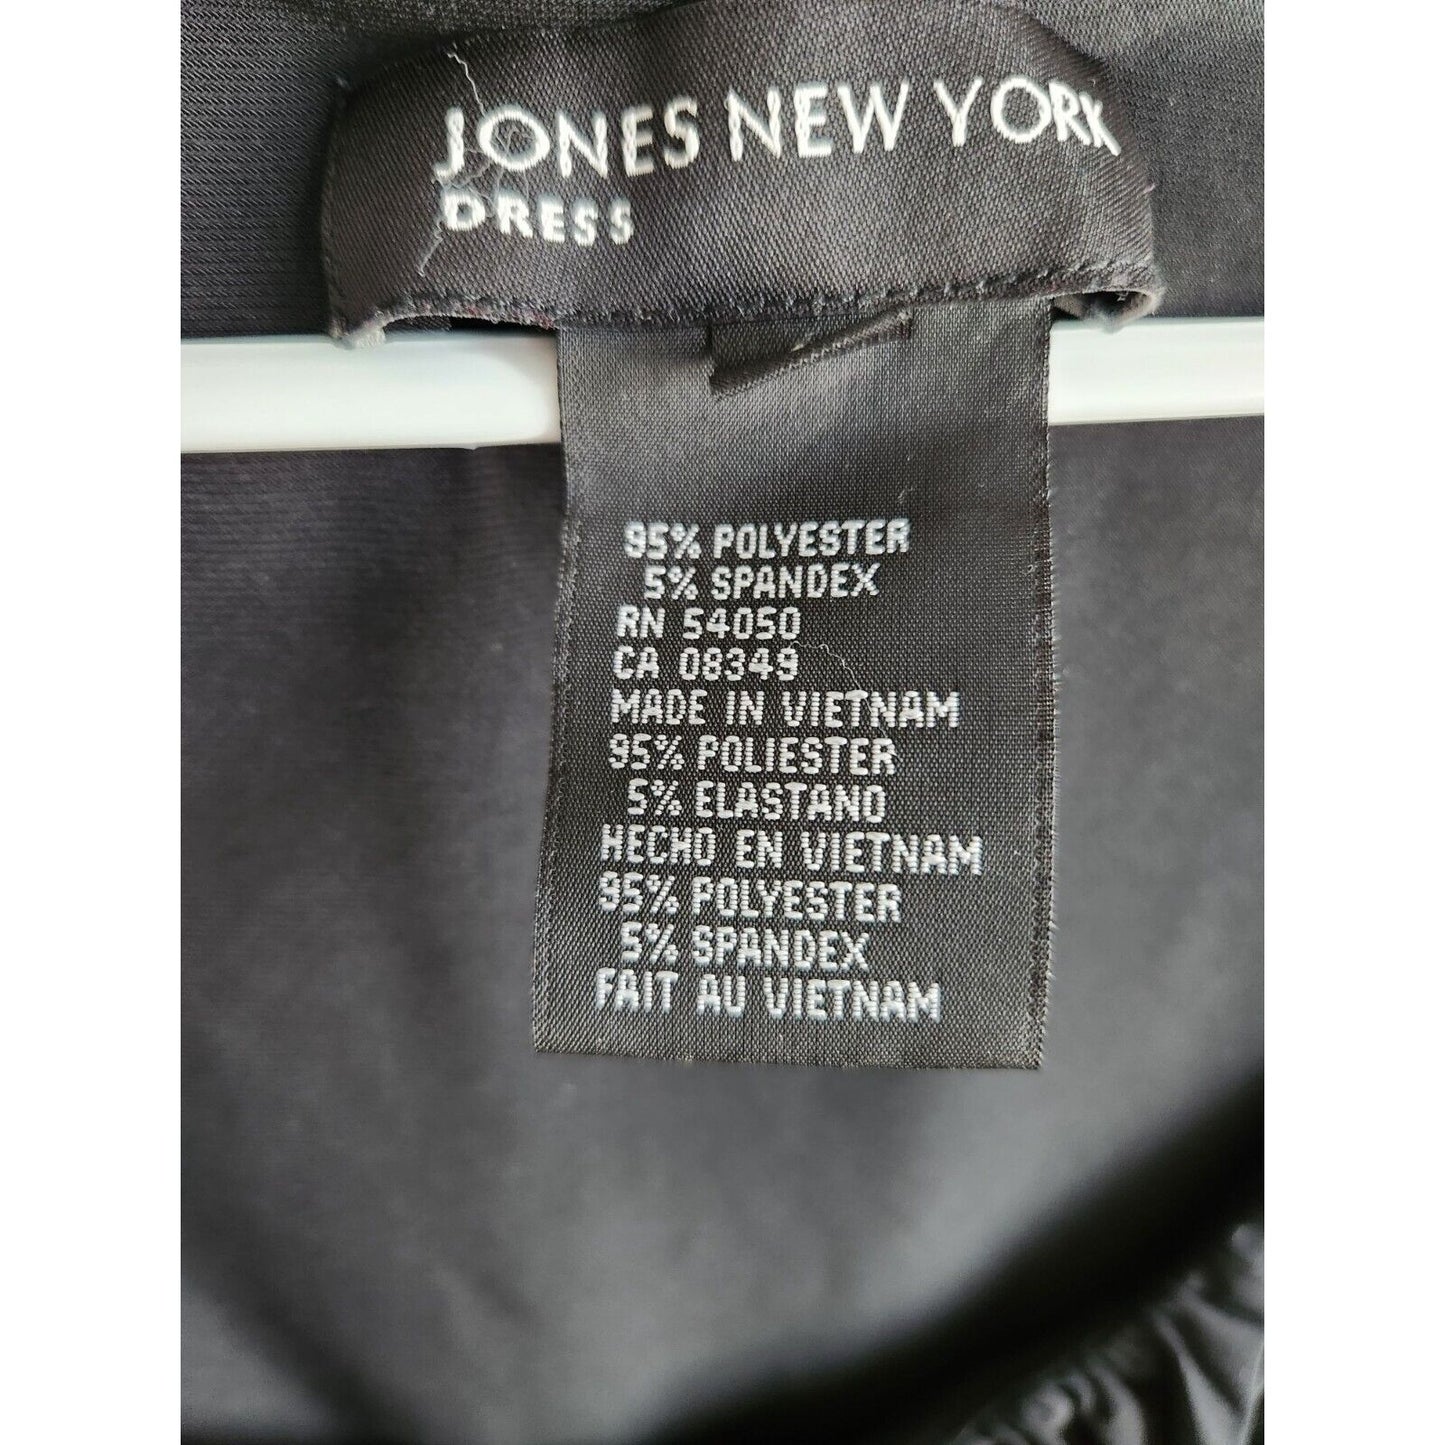 JONES NEW YORK
DRESS
95% POLYESTER
5% SPANDEX
RN 54050
CA 08349
MADE IN VIETNAM
95% POLIESTER
5% ELASTANO
HECHO EN VIETNAM
95% POLYESTER
5% SPANDEX
FAIT AU VIETNAM